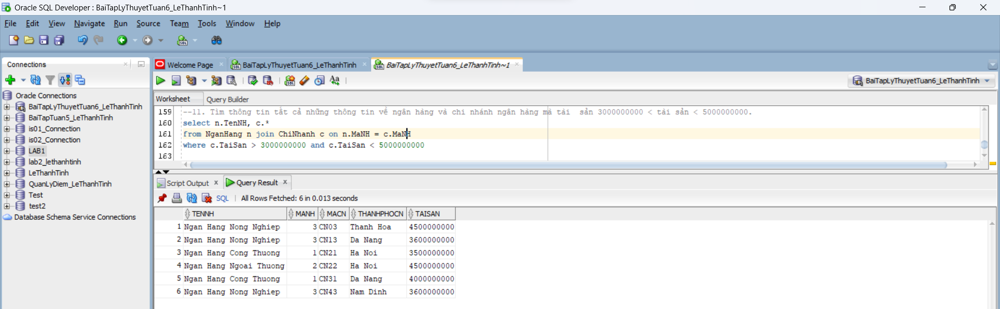 Oracle SQL Developer : BaiTapLyThuyetTuan6_LeThanhTinh~1
File Edit View Navigate Run Source Team Tools Window Help
Connections
Oracle Connections
BaiTapLyThuyetTuan6_LeThanhTinh
BaiTapTuan5_LeThanhTinh
is01_Connection
is02_Connection
LAB1
lab2_lethanhtinh
LeThanhTinh
QuanLyDiem_LeThanhTinh
Test
test2
Database Schema Service Connections
Welcome Page BaiTapLyThuyetTuan6_LeThanhTinh BaiTapLyThuyetTuan6_LeThanhTinh~1
BaiTapLyThuyetTuan6_LeThanhTinh
Worksheet Query Builder
159 --11. Tìm thông tin tất cả những thông tin về ngân hàng và chi nhánh ngân hàng mà tài sản 3000000000 < tài sản < 5000000000.
160 select n.TenNH, c.*
161 from NganHang n join ChiNhanh c on n.MaNH = c.MaNH
162 where c.TaiSan > 3000000000 and c.TaiSan < 5000000000
163
Script Output x Query Result x
SQL | All Rows Fetched: 6 in 0.013 seconds
TENNH MANH MACN THANHPHOCN TAISAN
1 Ngan Hang Nong Nghiep 3 CN03 Thanh Hoa 4500000000
2 Ngan Hang Nong Nghiep 3 CN13 Da Nang 3600000000
3 Ngan Hang Cong Thuong 1 CN21 Ha Noi 3500000000
4 Ngan Hang Ngoai Thuong 2 CN22 Ha Noi 4500000000
5 Ngan Hang Cong Thuong 1 CN31 Da Nang 4000000000
6 Ngan Hang Nong Nghiep 3 CN43 Nam Dinh 3600000000